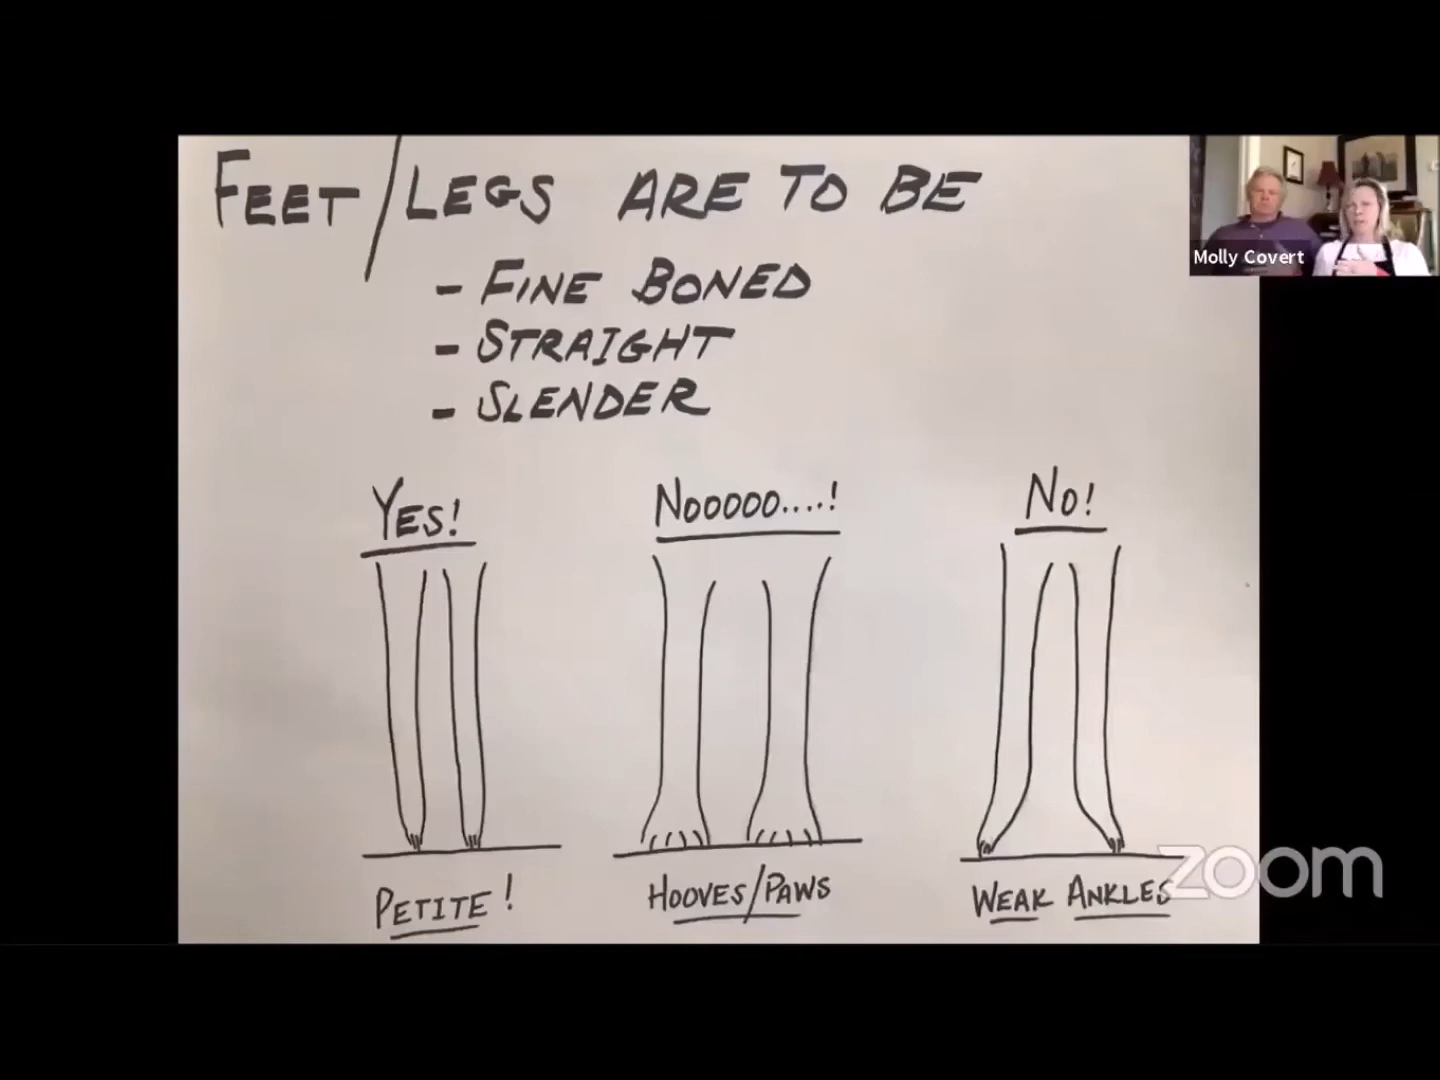 FEET/LEGS ARE TO BE
- FINE BONED
- STRAIGHT
- SLENDER
YES!
NOOOOO....!
NO!
PETITE!
HOOVES/PAWS
WEAK ANKLES
Molly Covert
zoom